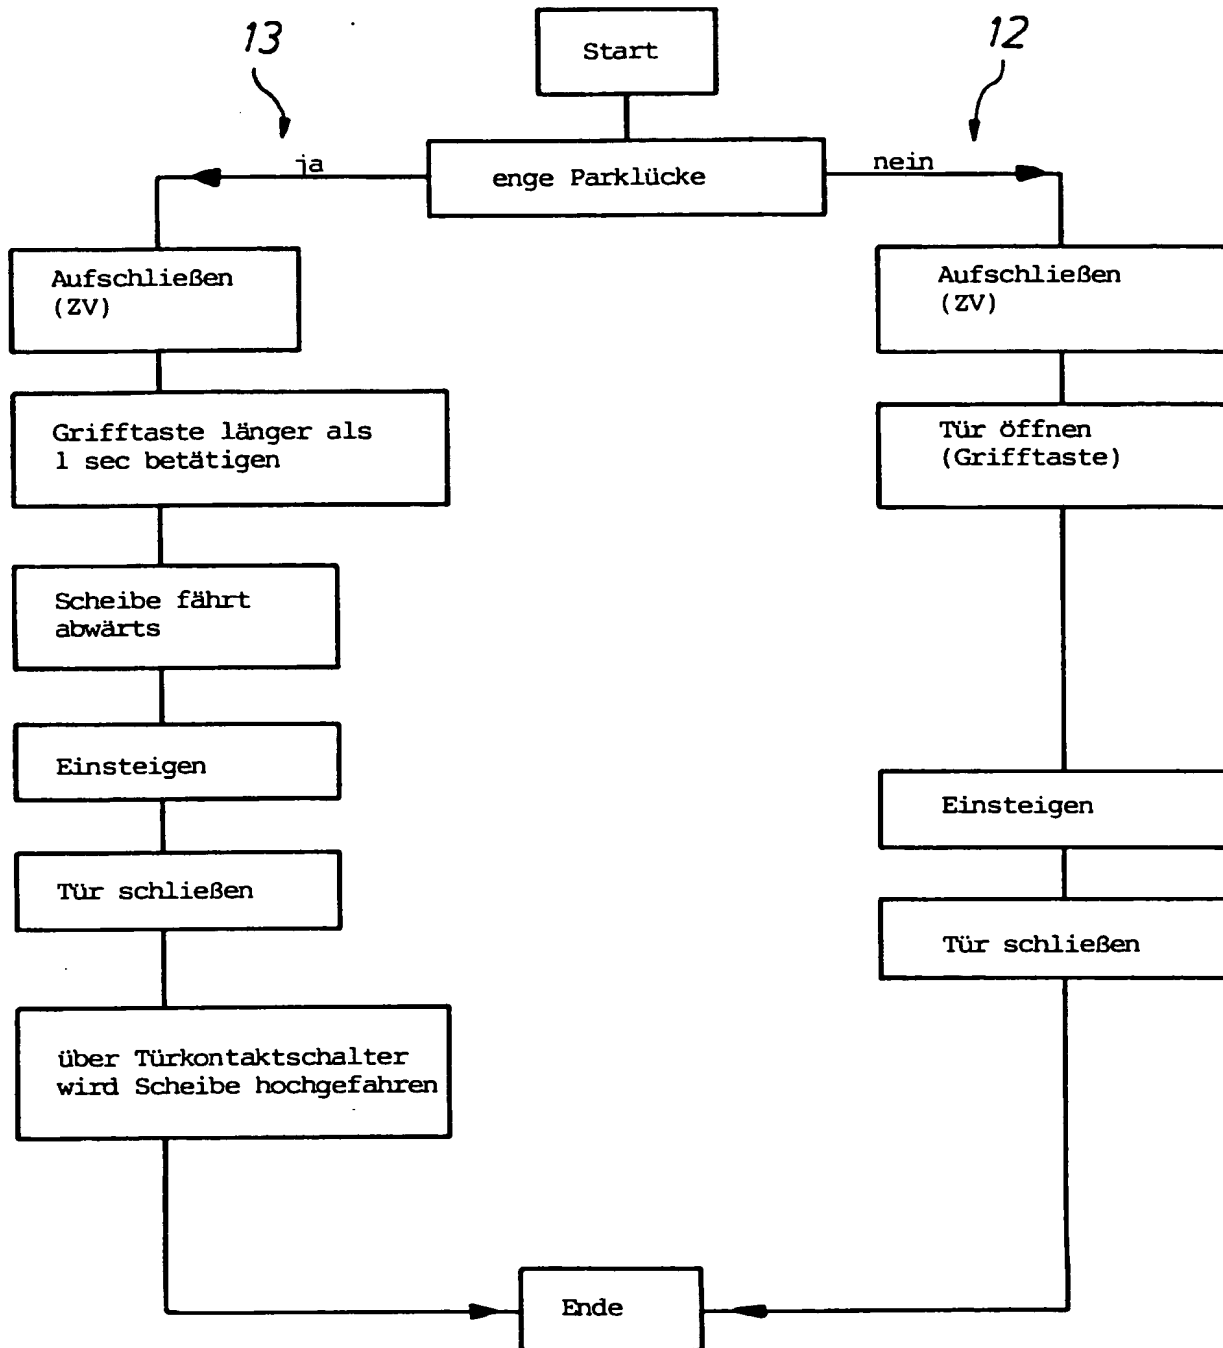 13
12
Start
ja
enge Parklücke
nein
Aufschließen
(ZV)
Grifftaste länger als
1 sec betätigen
Scheibe fährt
abwärts
Einsteigen
Tür schließen
über Türkontaktschalter
wird Scheibe hochgefahren
Aufschließen
(ZV)
Tür öffnen
(Grifftaste)
Einsteigen
Tür schließen
Ende